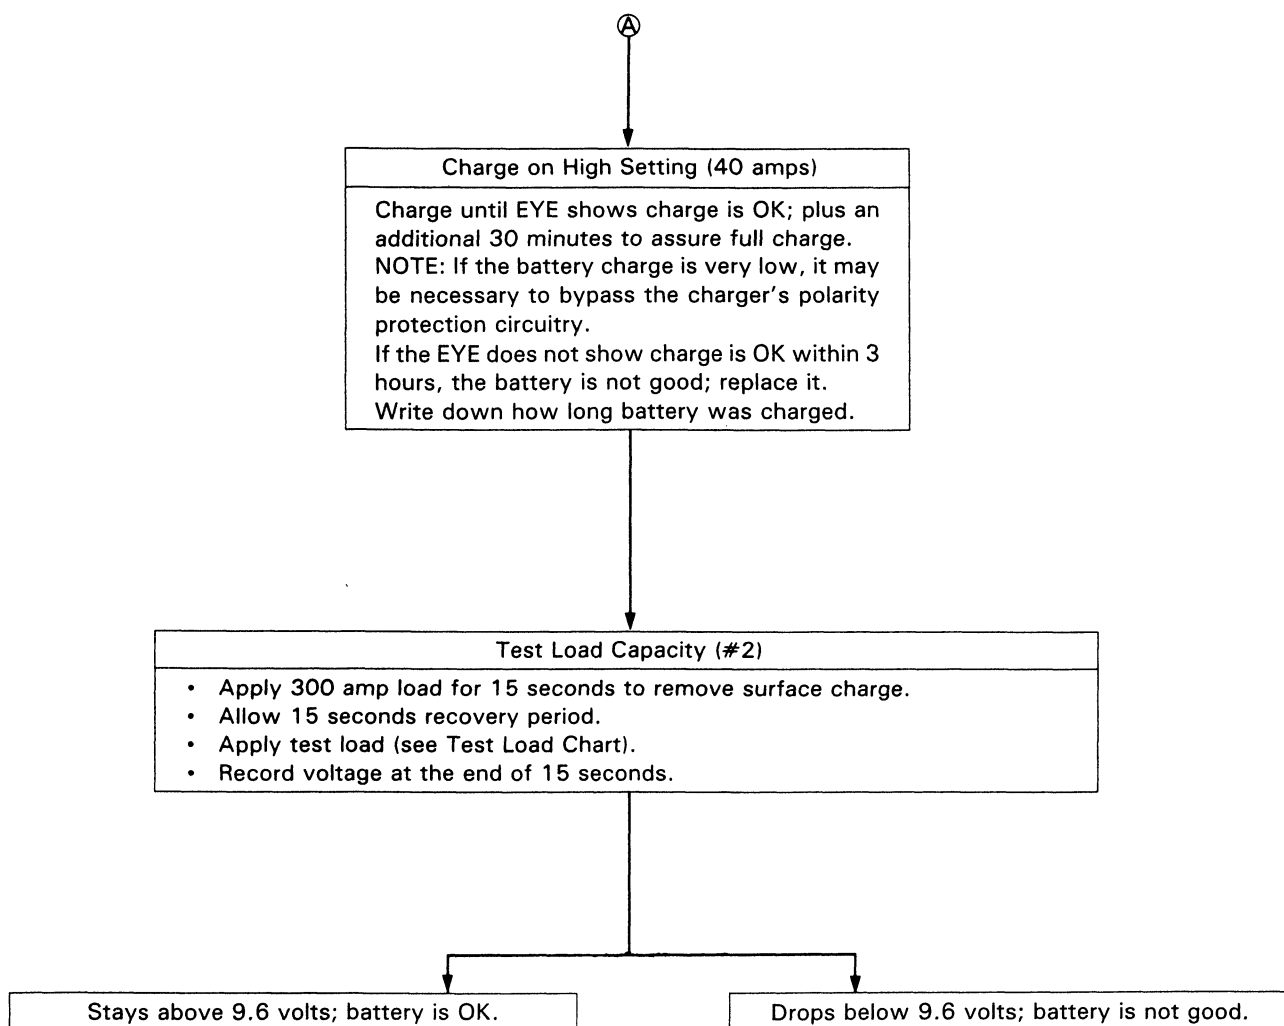 A
Charge on High Setting (40 amps)
Charge until EYE shows charge is OK; plus an
additional 30 minutes to assure full charge.
NOTE: If the battery charge is very low, it may
be necessary to bypass the charger's polarity
protection circuitry.
If the EYE does not show charge is OK within 3
hours, the battery is not good; replace it.
Write down how long battery was charged.
Test Load Capacity (#2)
• Apply 300 amp load for 15 seconds to remove surface charge.
• Allow 15 seconds recovery period.
• Apply test load (see Test Load Chart).
• Record voltage at the end of 15 seconds.
Stays above 9.6 volts; battery is OK.
Drops below 9.6 volts; battery is not good.